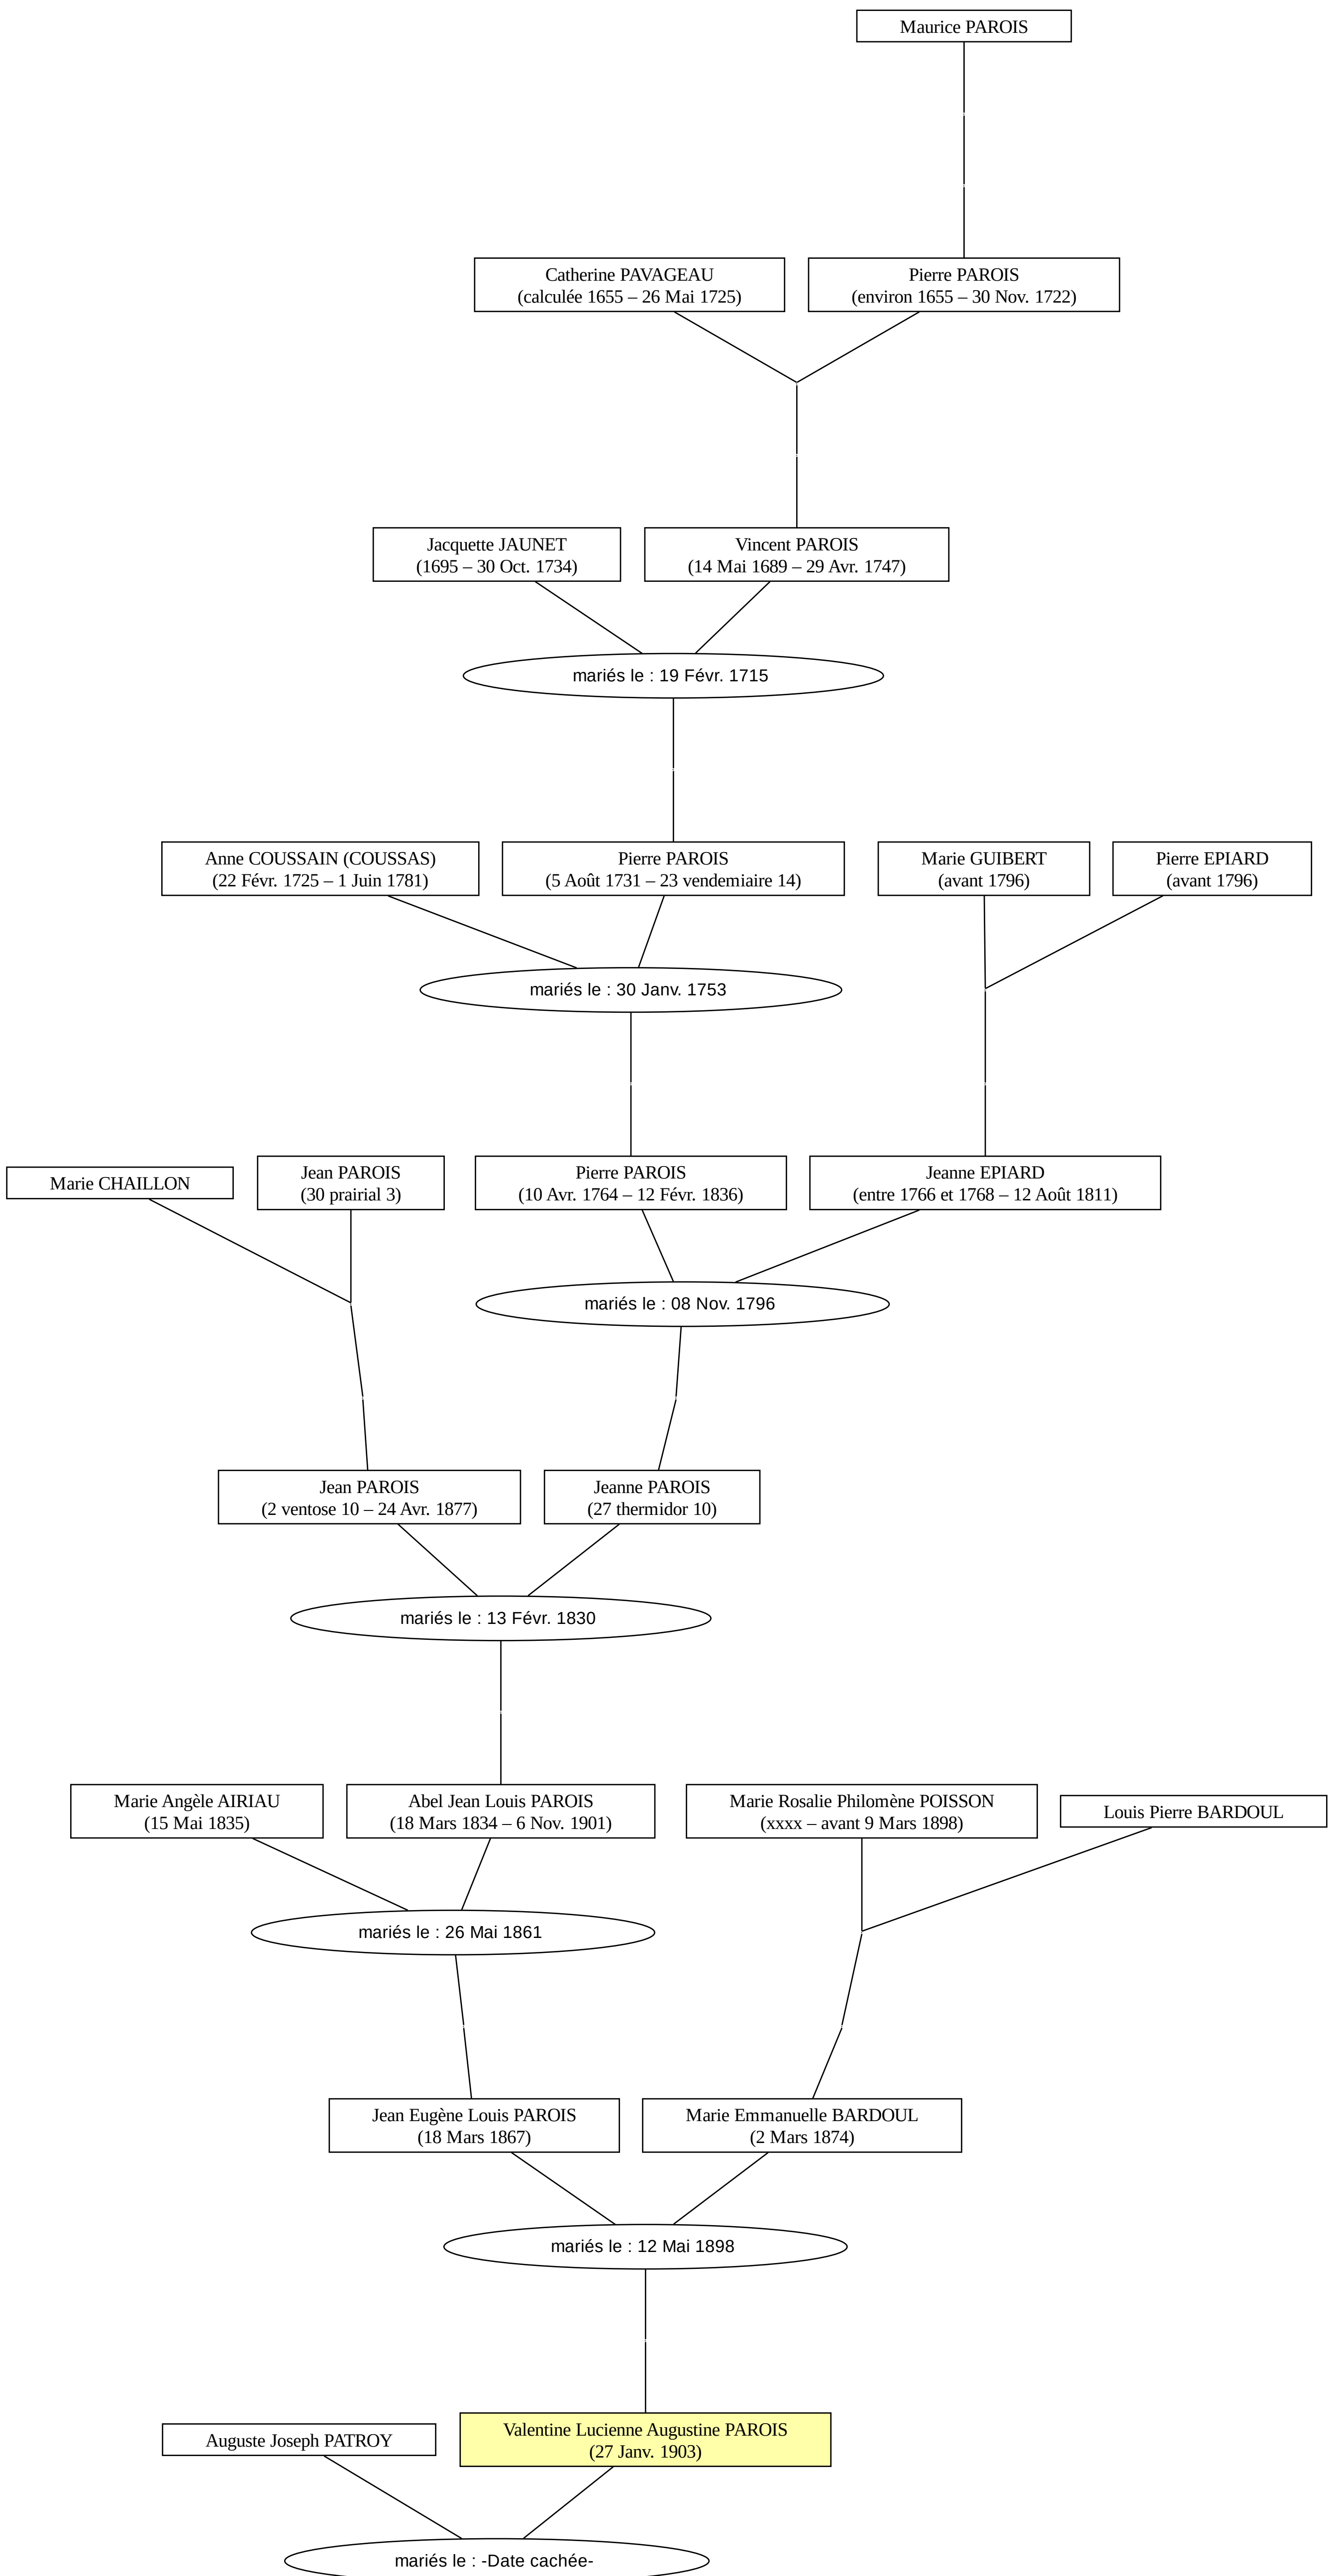 Maurice PAROIS
Catherine PAVAGEAU
(calculée 1655 – 26 Mai 1725)
Pierre PAROIS
(environ 1655 – 30 Nov. 1722)
Jacquette JAUNET
(1695 – 30 Oct. 1734)
Vincent PAROIS
(14 Mai 1689 – 29 Avr. 1747)
mariés le : 19 Févr. 1715
Anne COUSSAIN (COUSSAS)
(22 Févr. 1725 – 1 Juin 1781)
Pierre PAROIS
(5 Août 1731 – 23 vendemiaire 14)
Marie GUIBERT
(avant 1796)
Pierre EPIARD
(avant 1796)
mariés le : 30 Janv. 1753
Marie CHAILLON
Jean PAROIS
(30 prairial 3)
Pierre PAROIS
(10 Avr. 1764 – 12 Févr. 1836)
Jeanne EPIARD
(entre 1766 et 1768 – 12 Août 1811)
mariés le : 08 Nov. 1796
Jean PAROIS
(2 ventose 10 – 24 Avr. 1877)
Jeanne PAROIS
(27 thermidor 10)
mariés le : 13 Févr. 1830
Marie Angèle AIRIAU
(15 Mai 1835)
Abel Jean Louis PAROIS
(18 Mars 1834 – 6 Nov. 1901)
Marie Rosalie Philomène POISSON
(xxxx – avant 9 Mars 1898)
Louis Pierre BARDOUL
mariés le : 26 Mai 1861
Jean Eugène Louis PAROIS
(18 Mars 1867)
Marie Emmanuelle BARDOUL
(2 Mars 1874)
mariés le : 12 Mai 1898
Auguste Joseph PATROY
Valentine Lucienne Augustine PAROIS
(27 Janv. 1903)
mariés le : -Date cachée-